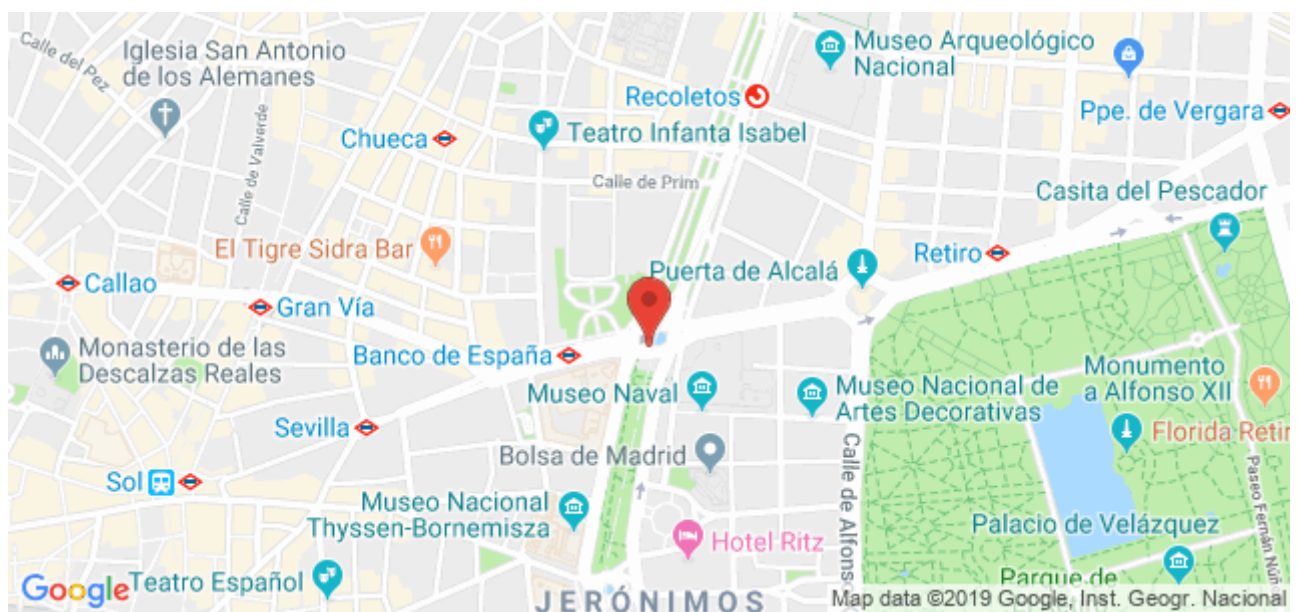 Calle del Pez
Iglesia San Antonio
de los Alemanes
Museo Arqueológico
Nacional
Recoletos
Ppe. de Vergara
Chueca
Teatro Infanta Isabel
Calle de Valverde
Calle de Prim
Casita del Pescador
El Tigre Sidra Bar
Puerta de Alcalá
Retiro
Callao
Gran Vía
Monasterio de las
Descalzas Reales
Banco de España
Museo Naval
Museo Nacional de
Artes Decorativas
Monumento
a Alfonso XII
Sevilla
Bolsa de Madrid
Calle de Alfons
Florida Retir
Sol
Museo Nacional
Thyssen-Bornemisza
Paseo Fernán Núñ
Hotel Ritz
Palacio de Velázquez
Google
Teatro Español
JERÓNIMOS
Parque de
Map data ©2019 Google, Inst. Geogr. Nacional